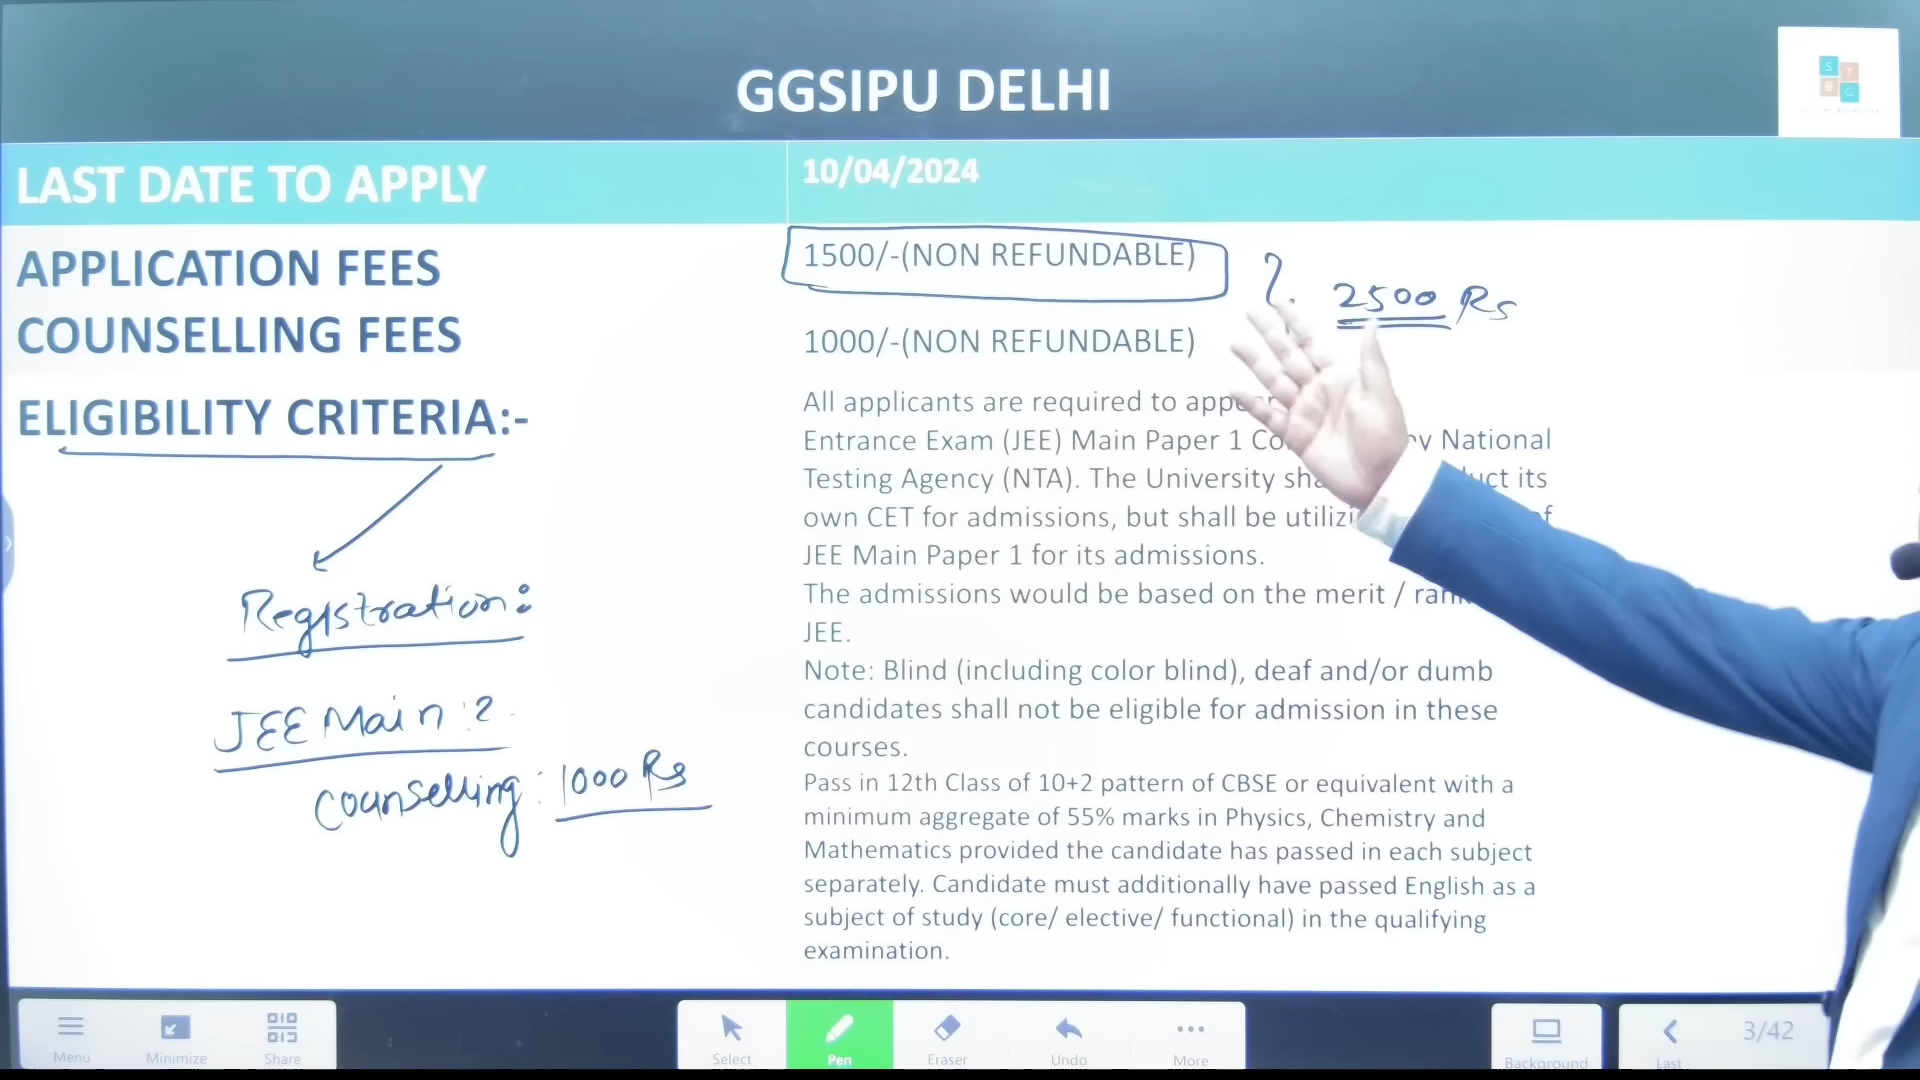 GGSIPU DELHI
S T
B G
LAST DATE TO APPLY
10/04/2024
APPLICATION FEES
1500/-(NON REFUNDABLE)
2500 Rs
COUNSELLING FEES
1000/-(NON REFUNDABLE)
ELIGIBILITY CRITERIA:-
All applicants are required to
Entrance Exam (JEE) Main Paper 1 National
Testing Agency (NTA). The University its
own CET for admissions, but shall be
JEE Main Paper 1 for its admissions.
The admissions would be based on the merit /
JEE.
Note: Blind (including color blind), deaf and/or dumb
candidates shall not be eligible for admission in these
courses.
Pass in 12th Class of 10+2 pattern of CBSE or equivalent with a
minimum aggregate of 55% marks in Physics, Chemistry and
Mathematics provided the candidate has passed in each subject
separately. Candidate must additionally have passed English as a
subject of study (core/ elective/ functional) in the qualifying
examination.
Registration:
JEE Main : 2
Counselling : 1000 Rs
Menu Minimize Share Select Pen Eraser Undo More Background Last 3/42